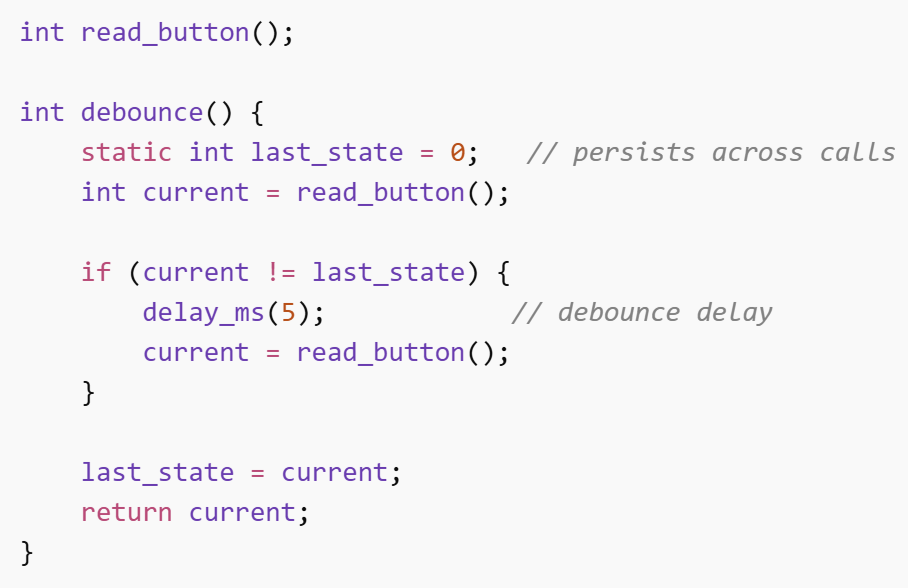 int read_button();

int debounce() {
    static int last_state = 0;   // persists across calls
    int current = read_button();

    if (current != last_state) {
        delay_ms(5);            // debounce delay
        current = read_button();
    }

    last_state = current;
    return current;
}